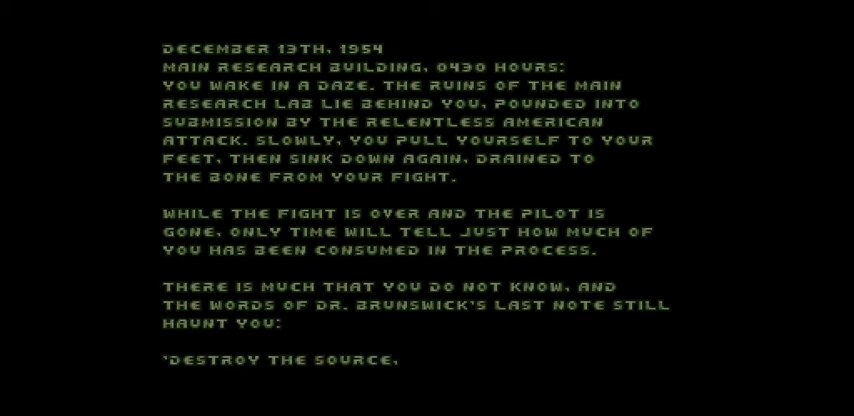 DECEMBER 13TH, 1954
MAIN RESEARCH BUILDING, 0430 HOURS:
YOU WAKE IN A DAZE. THE RUINS OF THE MAIN
RESEARCH LAB LIE BEHIND YOU, POUNDED INTO
SUBMISSION BY THE RELENTLESS AMERICAN
ATTACK. SLOWLY, YOU PULL YOURSELF TO YOUR
FEET, THEN SINK DOWN AGAIN, DRAINED TO
THE BONE FROM YOUR FIGHT.
WHILE THE FIGHT IS OVER AND THE PILOT IS
GONE, ONLY TIME WILL TELL JUST HOW MUCH OF
YOU HAS BEEN CONSUMED IN THE PROCESS.
THERE IS MUCH THAT YOU DO NOT KNOW, AND
THE WORDS OF DR. BRUNSWICK'S LAST NOTE STILL
HAUNT YOU:
'DESTROY THE SOURCE,